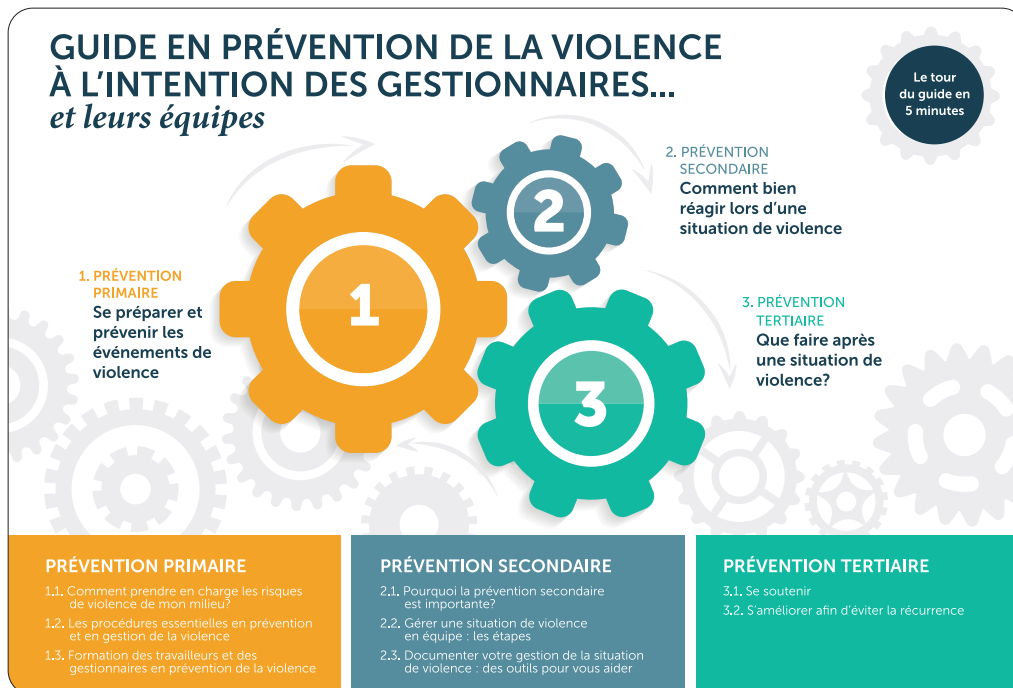 GUIDE EN PRÉVENTION DE LA VIOLENCE
À L'INTENTION DES GESTIONNAIRES...
et leurs équipes
Le tour
du guide en
5 minutes
1
2
3
1. PRÉVENTION
PRIMAIRE
Se préparer et
prévenir les
événements de
violence
2. PRÉVENTION
SECONDAIRE
Comment bien
réagir lors d'une
situation de violence
3. PRÉVENTION
TERTIAIRE
Que faire après
une situation de
violence?
PRÉVENTION PRIMAIRE
1.1. Comment prendre en charge les risques
de violence de mon milieu?
1.2. Les procédures essentielles en prévention
et en gestion de la violence
1.3. Formation des travailleurs et des
gestionnaires en prévention de la violence
PRÉVENTION SECONDAIRE
2.1. Pourquoi la prévention secondaire
est importante?
2.2. Gérer une situation de violence
en équipe : les étapes
2.3. Documenter votre gestion de la situation
de violence : des outils pour vous aider
PRÉVENTION TERTIAIRE
3.1. Se soutenir
3.2. S'améliorer afin d'éviter la récurrence